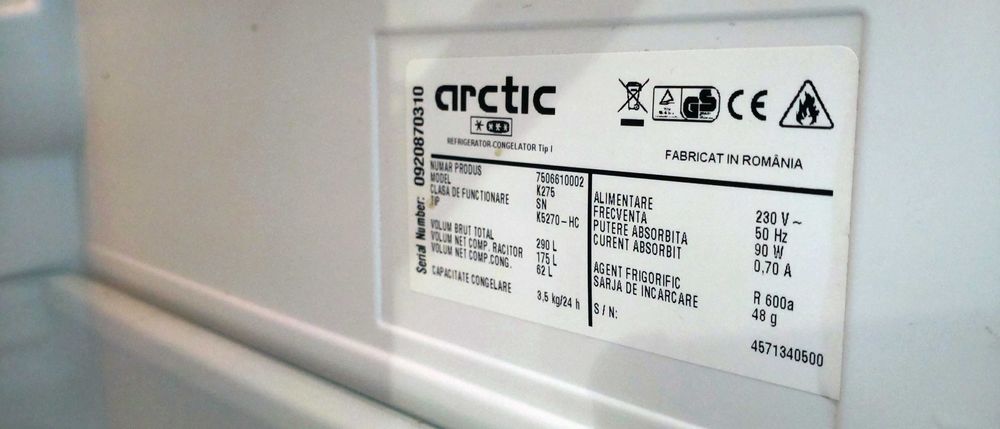 arctic
REFRIGERATOR-CONGELATOR Tip I
GS CE
FABRICAT IN ROMÂNIA
Serial Number: 0920870310
NUMAR PRODUS 7506610002
MODEL K275
CLASA DE FUNCTIONARE SN
TIP K5270-HC
VOLUM BRUT TOTAL 290 L
VOLUM NET COMP. RACITOR 175 L
VOLUM NET COMP.CONG. 62 L
CAPACITATE CONGELARE 3,5 kg/24 h
ALIMENTARE 230 V ~
FRECVENTA 50 Hz
PUTERE ABSORBITA 90 W
CURENT ABSORBIT 0,70 A
AGENT FRIGORIFIC R 600a
SARJA DE INCARCARE 48 g
S / N:
4571340500